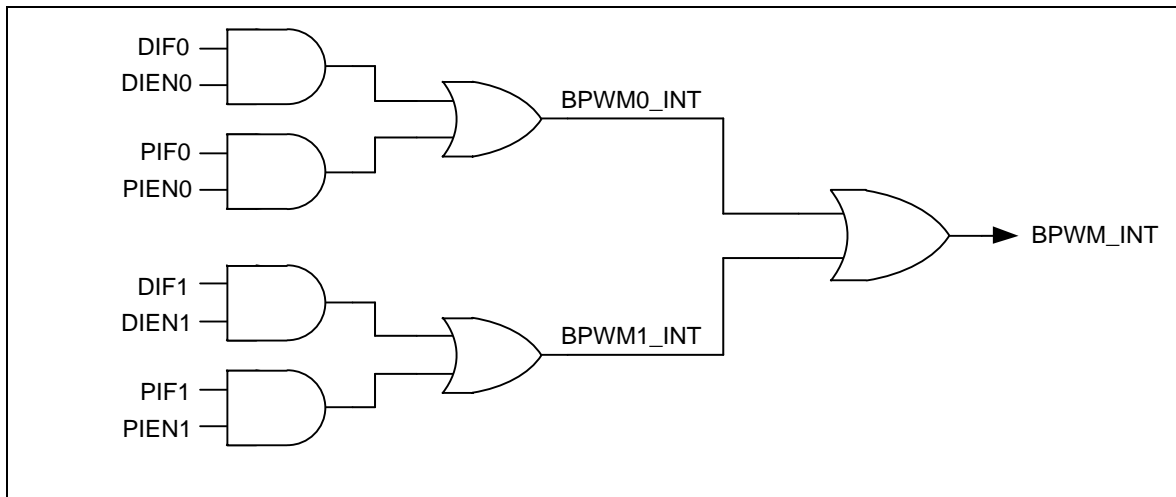 DIF0
DIEN0
PIF0
PIEN0
BPWM0_INT
DIF1
DIEN1
PIF1
PIEN1
BPWM1_INT
BPWM_INT